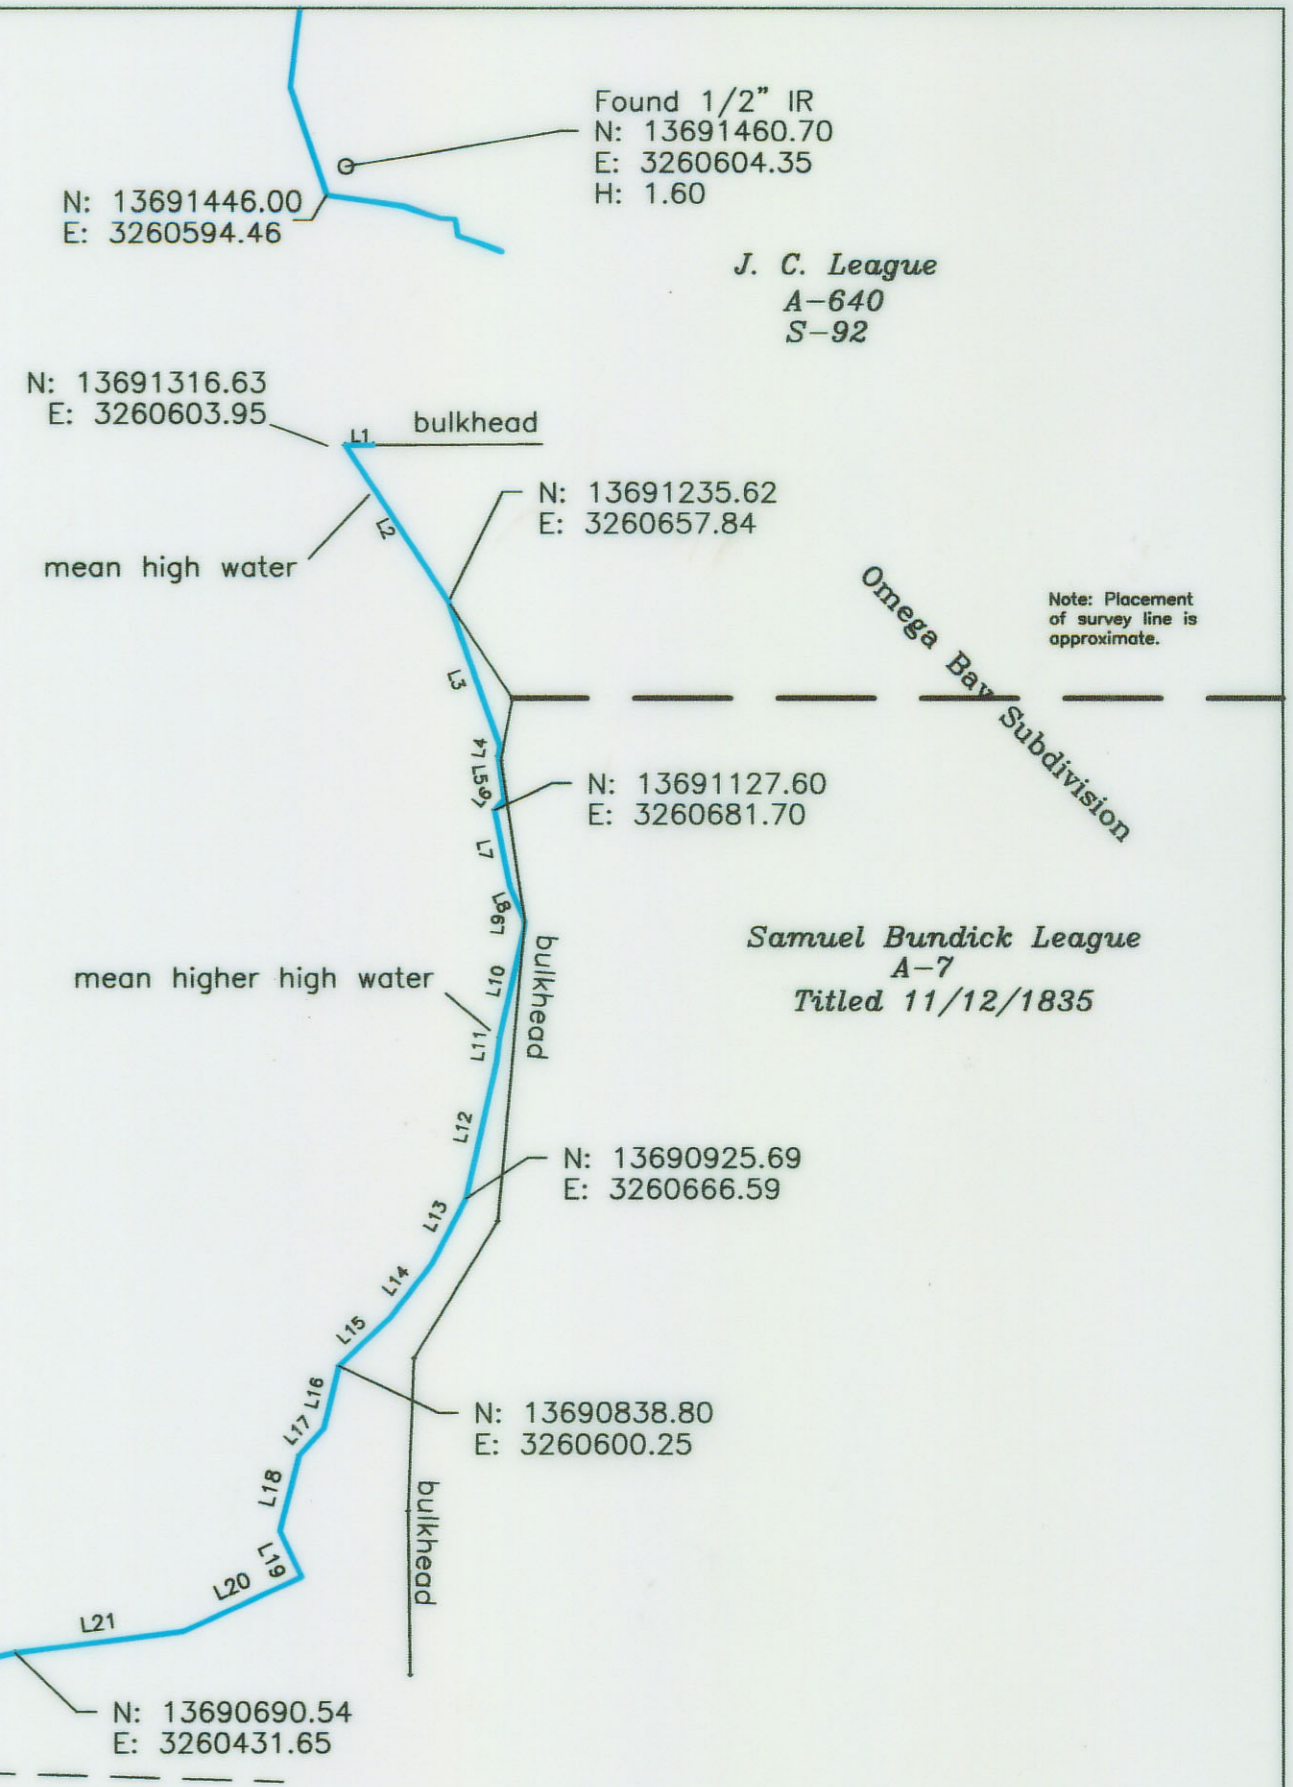 Found 1/2" IR
N: 13691460.70
E: 3260604.35
H: 1.60
N: 13691446.00
E: 3260594.46
J. C. League
A-640
S-92
N: 13691316.63
E: 3260603.95
L1
bulkhead
N: 13691235.62
E: 3260657.84
L2
mean high water
Omega Bay Subdivision
Note: Placement
of survey line is
approximate.
L3
L4
L5
L6
N: 13691127.60
E: 3260681.70
L7
L8
L9
Samuel Bundick League
A-7
Titled 11/12/1835
mean higher high water
L10
bulkhead
L11
L12
N: 13690925.69
E: 3260666.59
L13
L14
L15
L16
N: 13690838.80
E: 3260600.25
L17
L18
bulkhead
L19
L20
L21
N: 13690690.54
E: 3260431.65